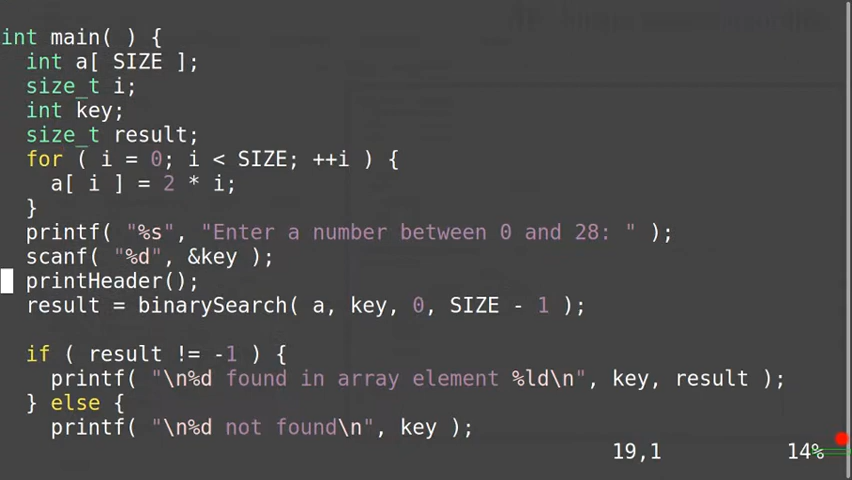 int main( ) {
  int a[ SIZE ];
  size_t i;
  int key;
  size_t result;
  for ( i = 0; i < SIZE; ++i ) {
    a[ i ] = 2 * i;
  }
  printf( "%s", "Enter a number between 0 and 28: " );
  scanf( "%d", &key );
  printHeader();
  result = binarySearch( a, key, 0, SIZE - 1 );
  if ( result != -1 ) {
    printf( "\n%d found in array element %ld\n", key, result );
  } else {
    printf( "\n%d not found\n", key );
19,1 14%